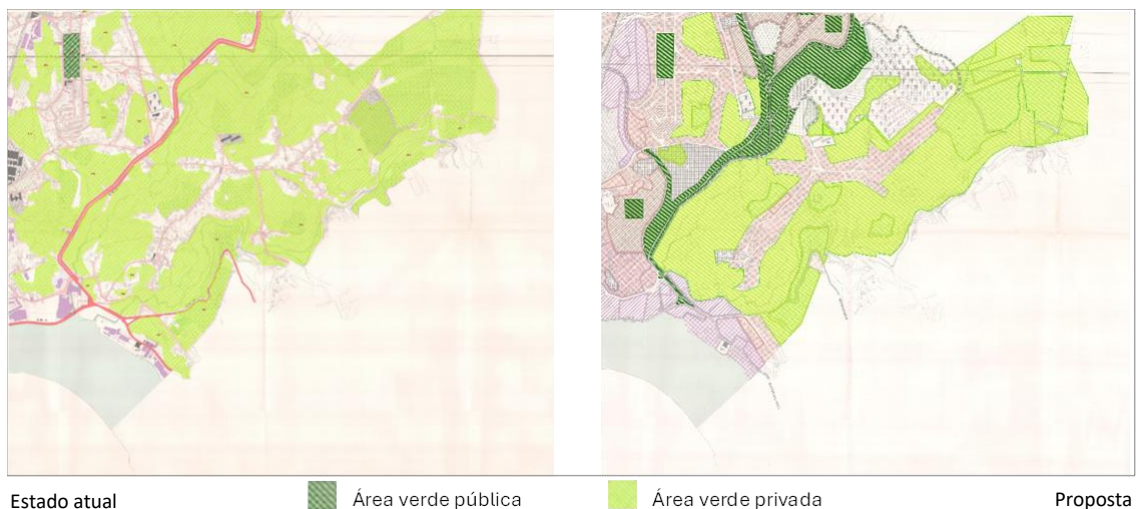 Estado atual
Área verde pública
Área verde privada
Proposta